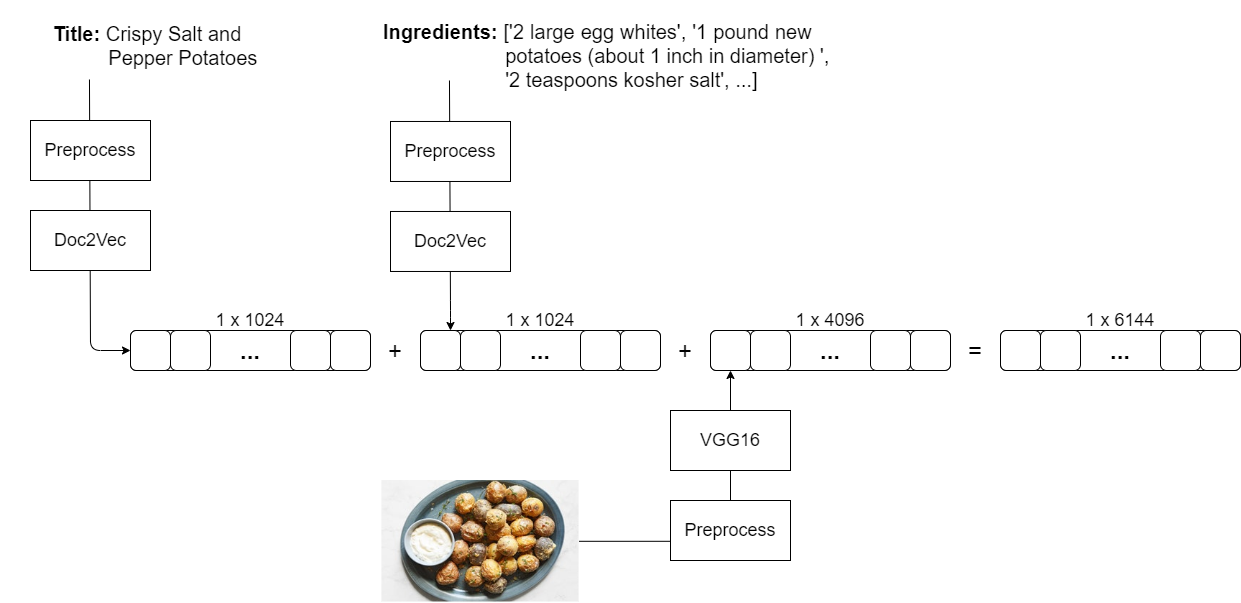 Title: Crispy Salt and
Pepper Potatoes
Ingredients: ['2 large egg whites', '1 pound new
potatoes (about 1 inch in diameter) ',
'2 teaspoons kosher salt', ...]
Preprocess
Preprocess
Doc2Vec
Doc2Vec
1 x 1024
1 x 1024
1 x 4096
1 x 6144
... + ... + ... = ...
VGG16
Preprocess